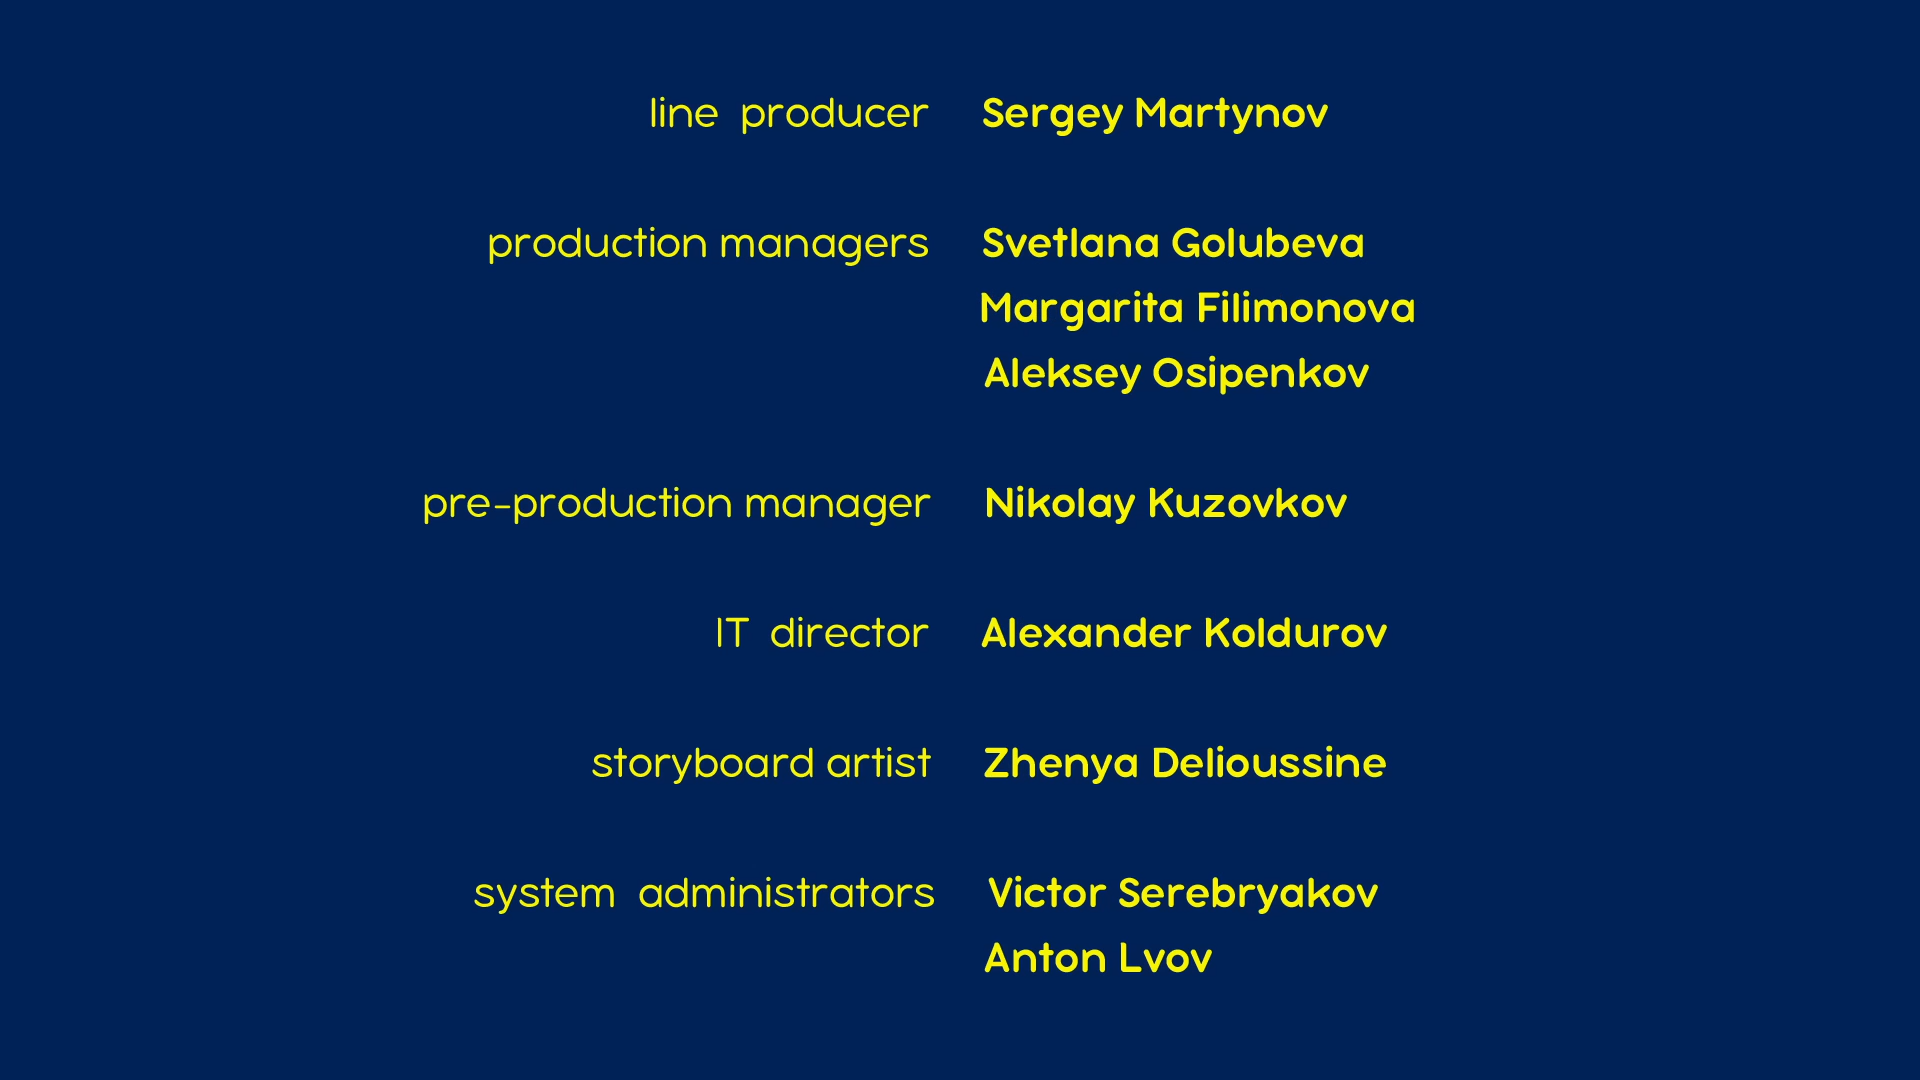 line producer Sergey Martynov
production managers Svetlana Golubeva
Margarita Filimonova
Aleksey Osipenkov
pre-production manager Nikolay Kuzovkov
IT director Alexander Koldurov
storyboard artist Zhenya Delioussine
system administrators Victor Serebryakov
Anton Lvov